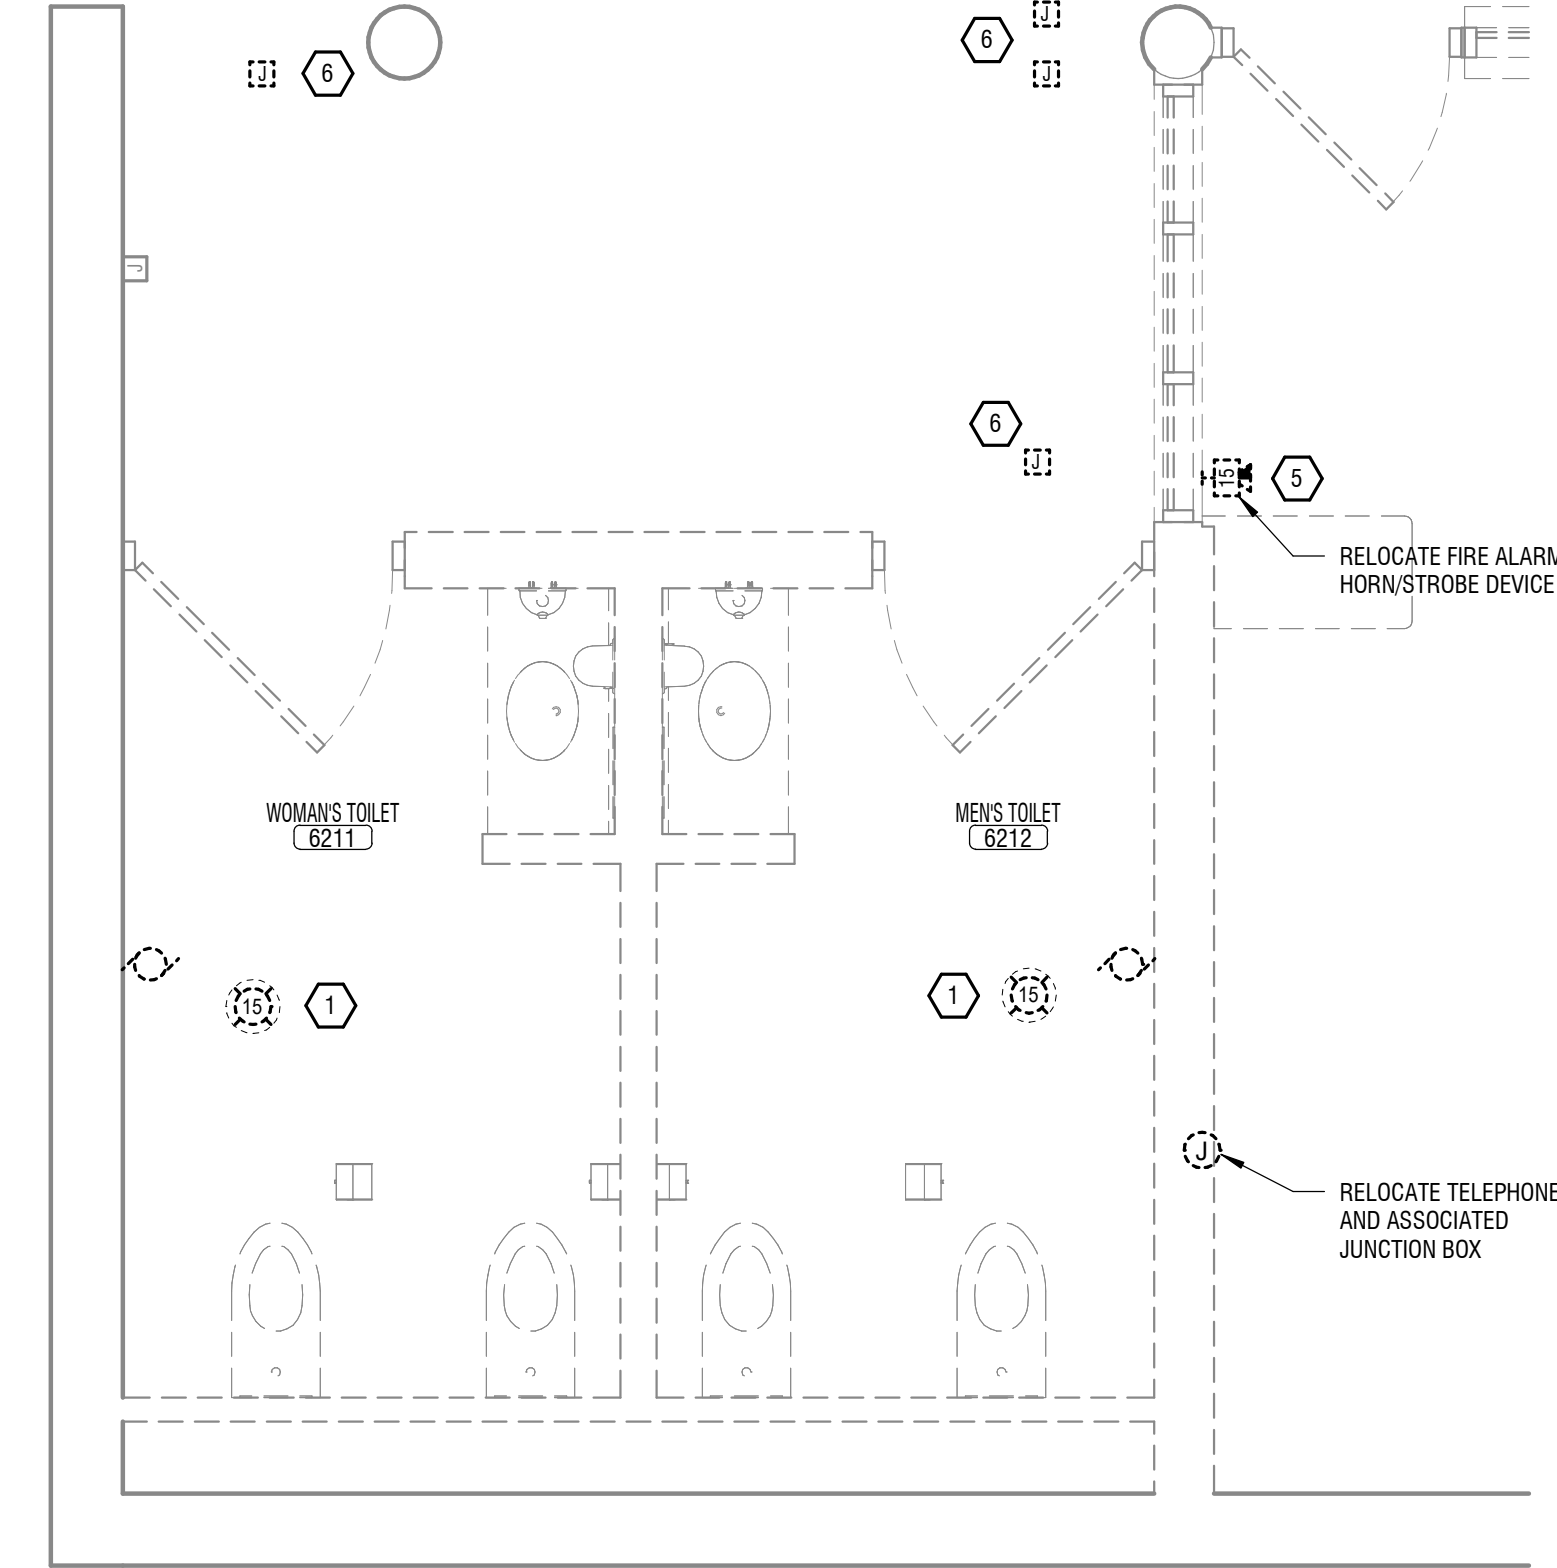 J
6
J
6
J
J
6
J
15
5
RELOCATE FIRE ALARM
HORN/STROBE DEVICE
WOMAN'S TOILET
6211
MEN'S TOILET
6212
15
1
1
15
J
RELOCATE TELEPHONE
AND ASSOCIATED
JUNCTION BOX